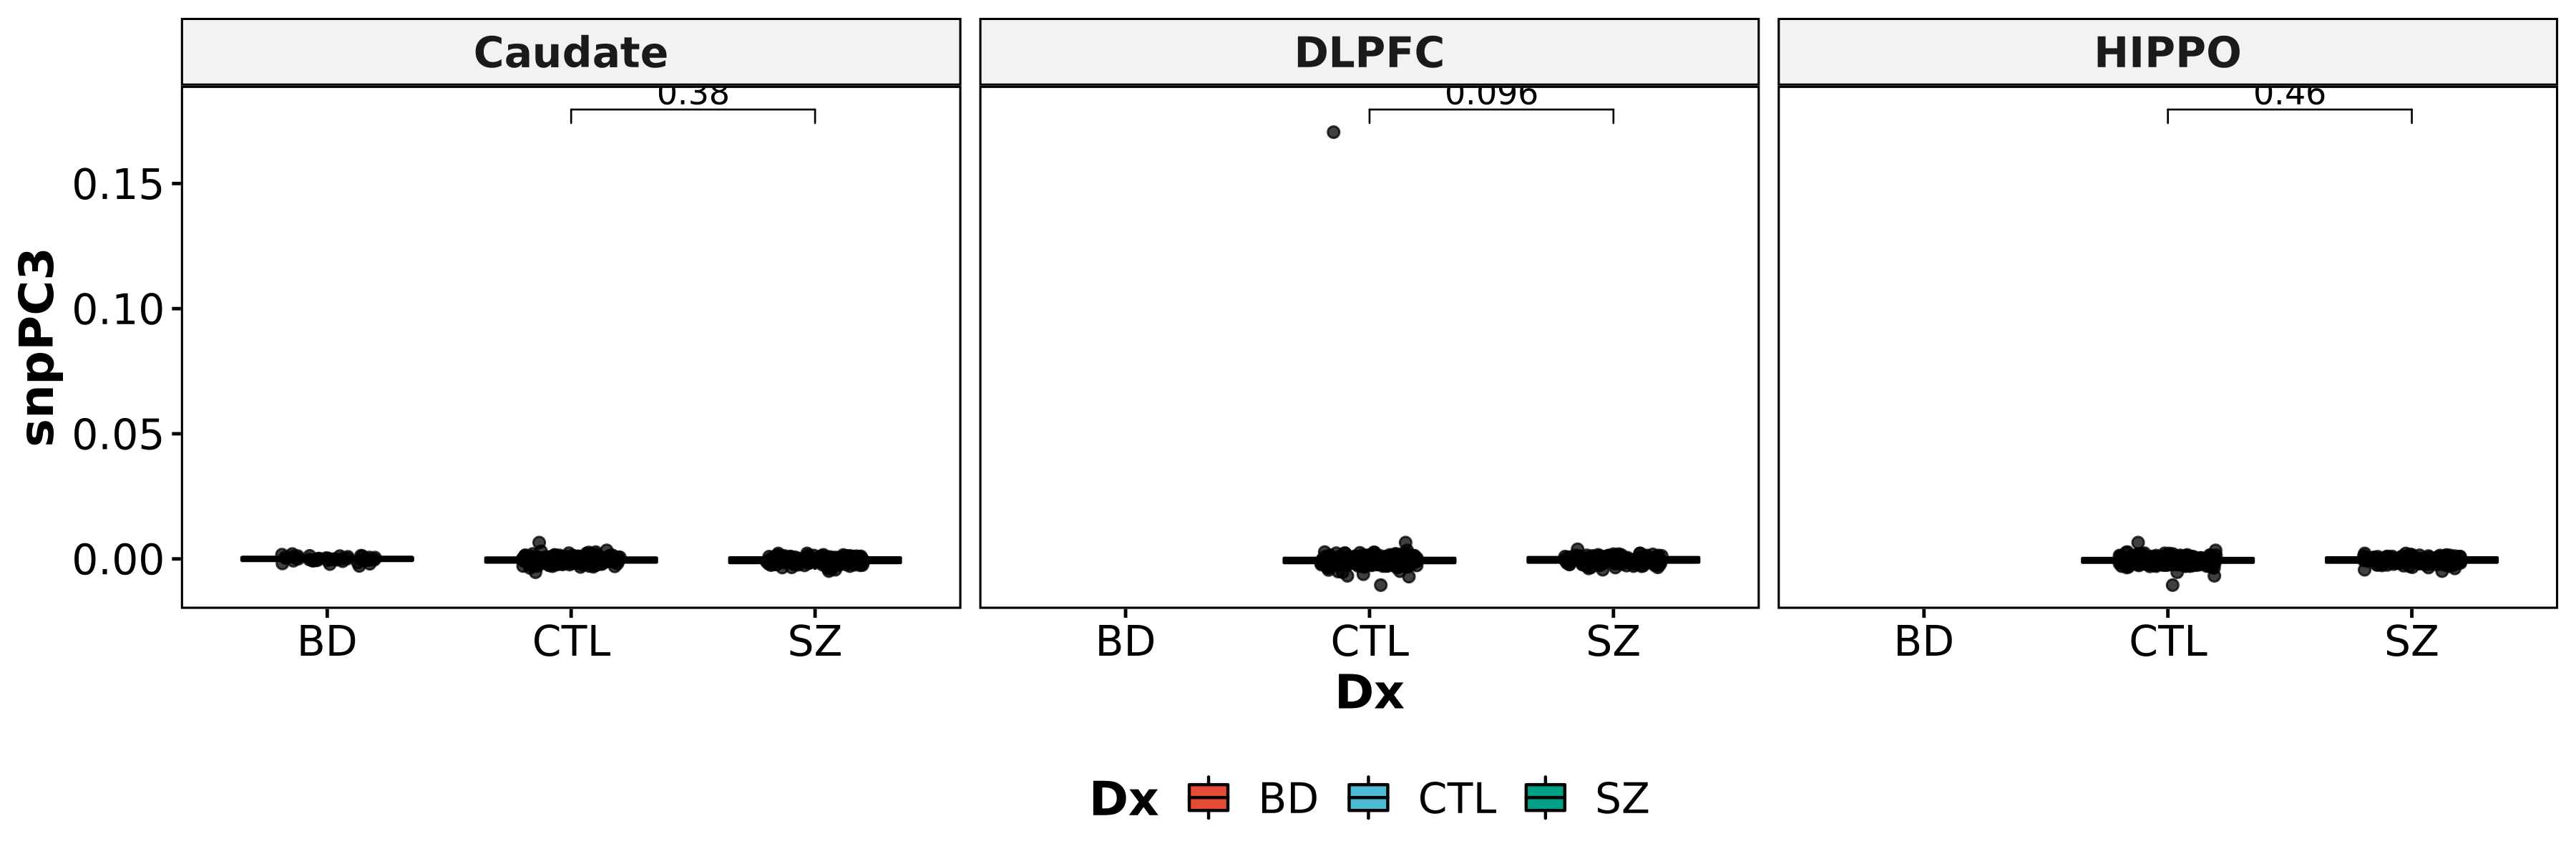 Caudate DLPFC HIPPO
0.38 0.096 0.46
snpPC3
0.15
0.10
0.05
0.00
BD CTL SZ BD CTL SZ BD CTL SZ
Dx
Dx BD CTL SZ